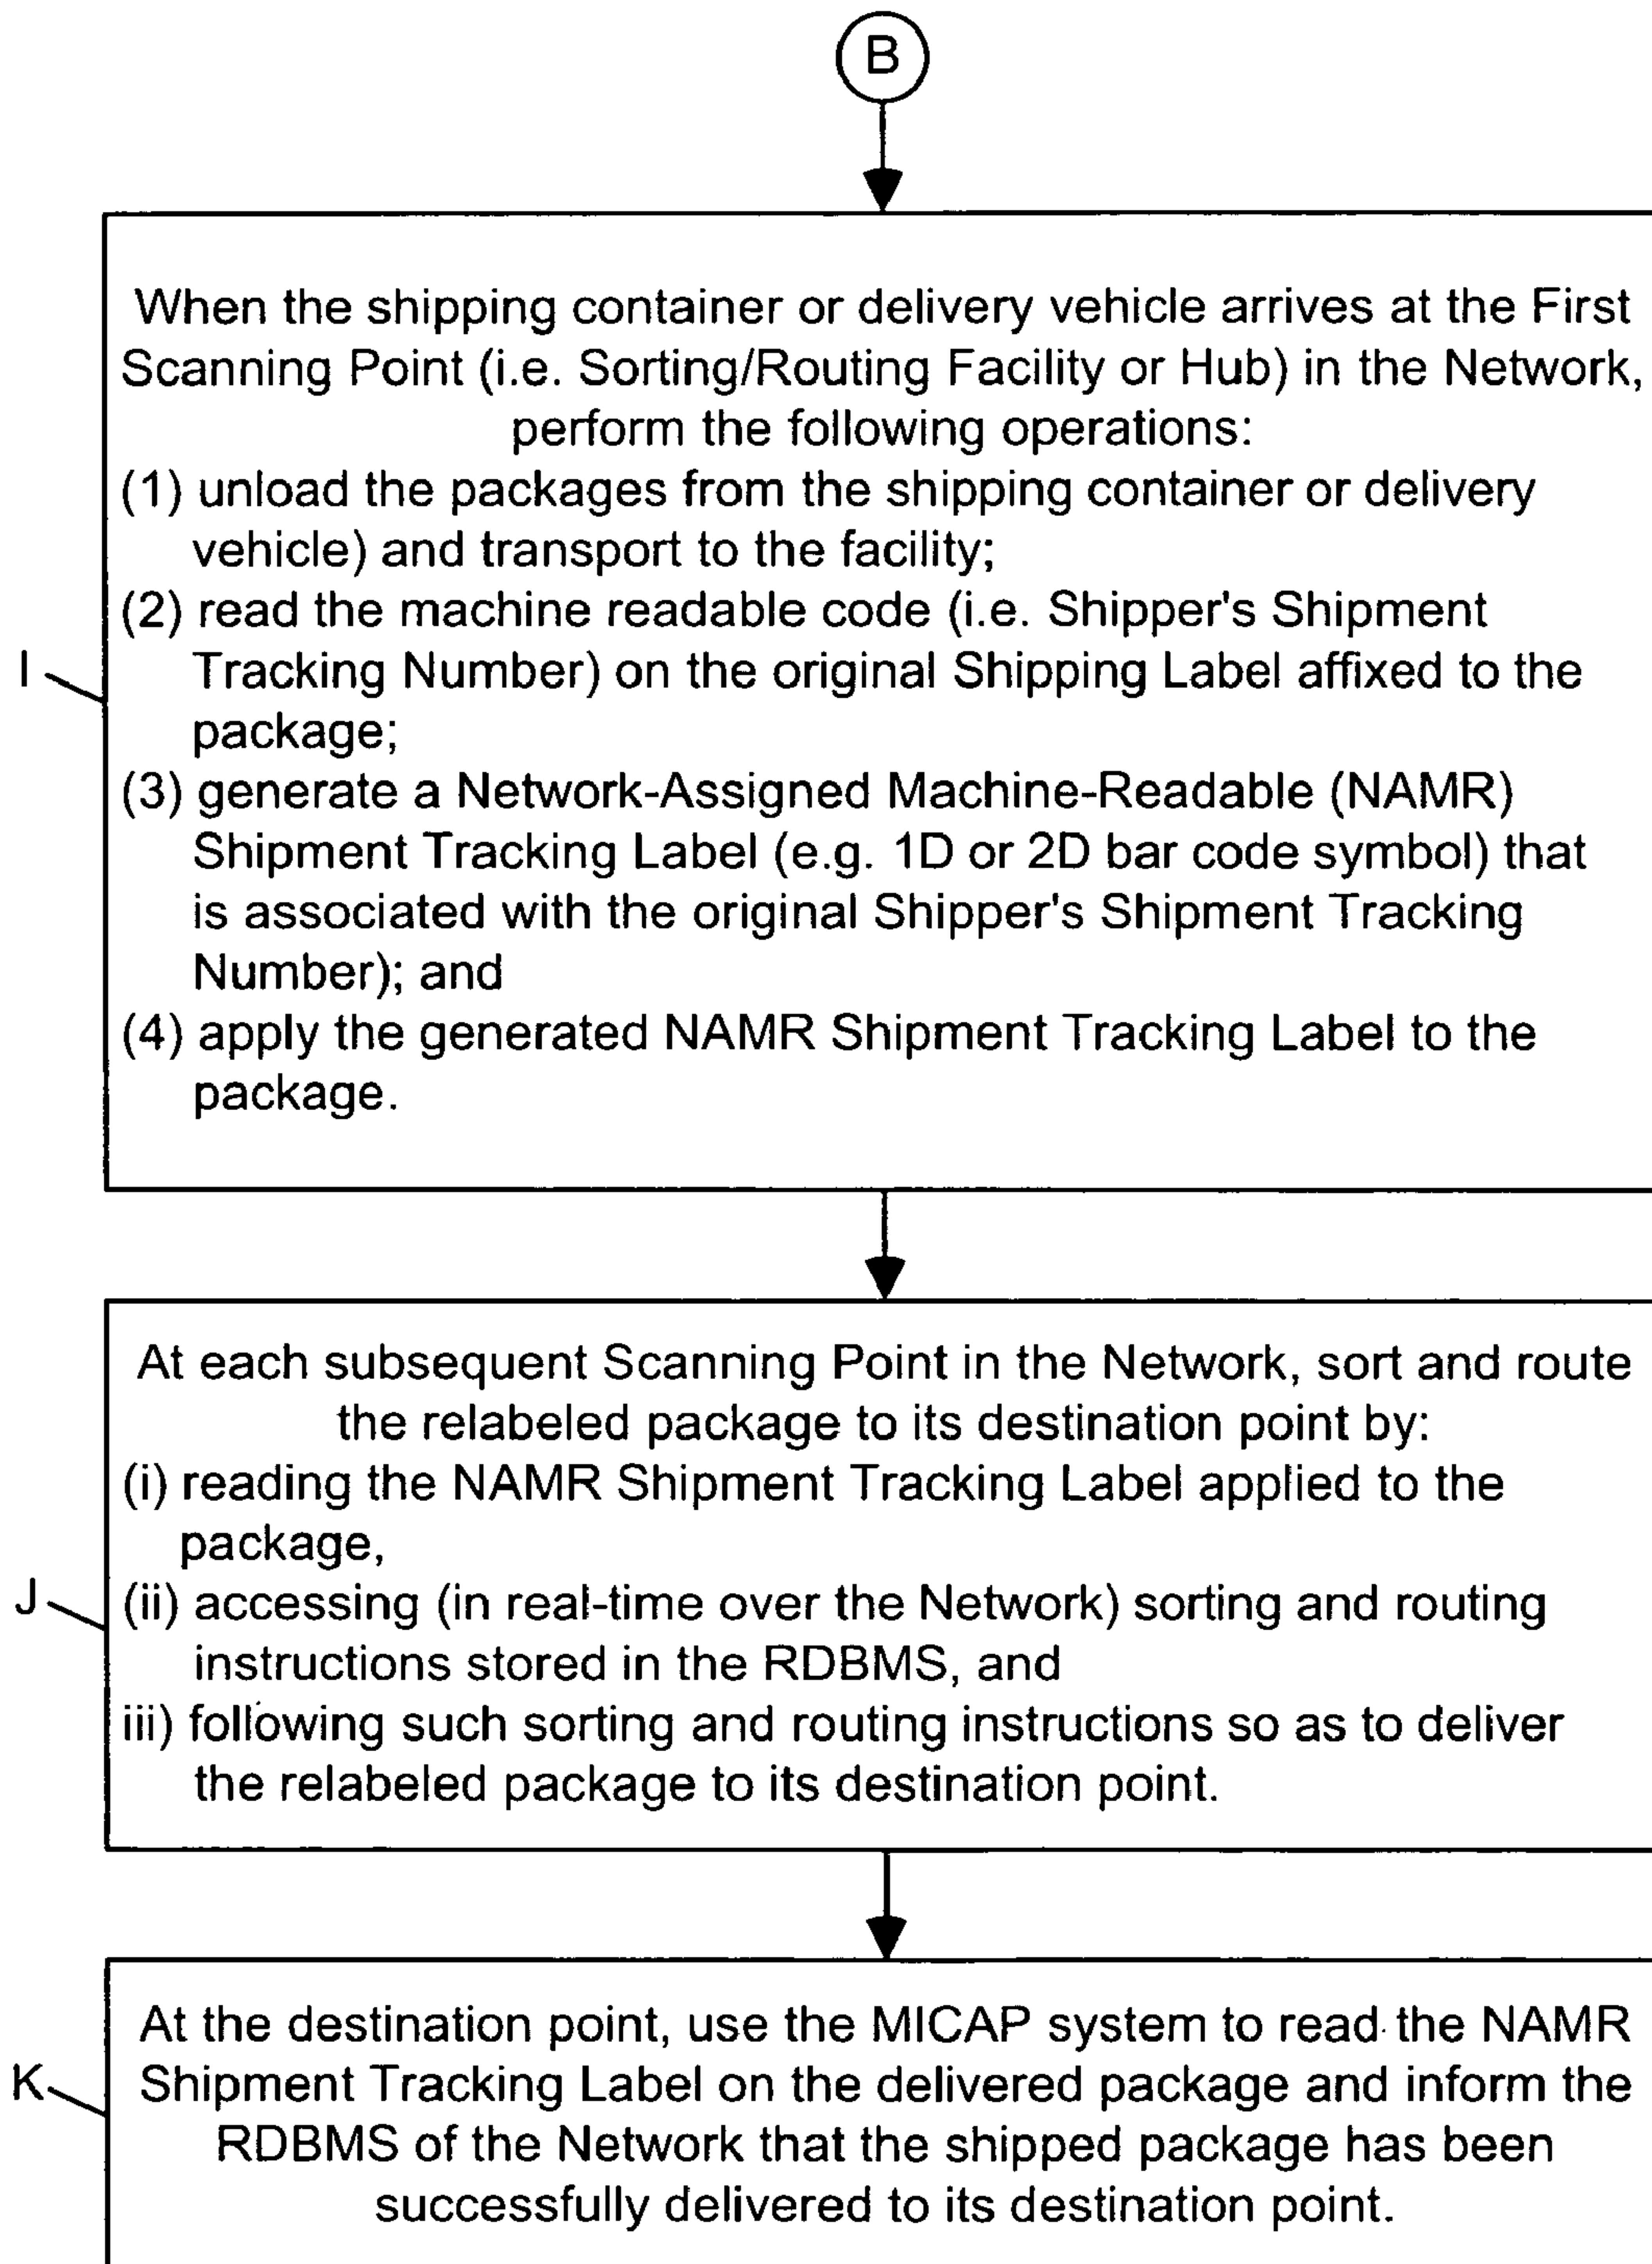 B
When the shipping container or delivery vehicle arrives at the First
Scanning Point (i.e. Sorting/Routing Facility or Hub) in the Network,
perform the following operations:
(1) unload the packages from the shipping container or delivery
vehicle) and transport to the facility;
(2) read the machine readable code (i.e. Shipper's Shipment
Tracking Number) on the original Shipping Label affixed to the
package;
(3) generate a Network-Assigned Machine-Readable (NAMR)
Shipment Tracking Label (e.g. 1D or 2D bar code symbol) that
is associated with the original Shipper's Shipment Tracking
Number); and
(4) apply the generated NAMR Shipment Tracking Label to the
package.
I
At each subsequent Scanning Point in the Network, sort and route
the relabeled package to its destination point by:
(i) reading the NAMR Shipment Tracking Label applied to the
package,
(ii) accessing (in real-time over the Network) sorting and routing
instructions stored in the RDBMS, and
iii) following such sorting and routing instructions so as to deliver
the relabeled package to its destination point.
J
At the destination point, use the MICAP system to read the NAMR
Shipment Tracking Label on the delivered package and inform the
RDBMS of the Network that the shipped package has been
successfully delivered to its destination point.
K